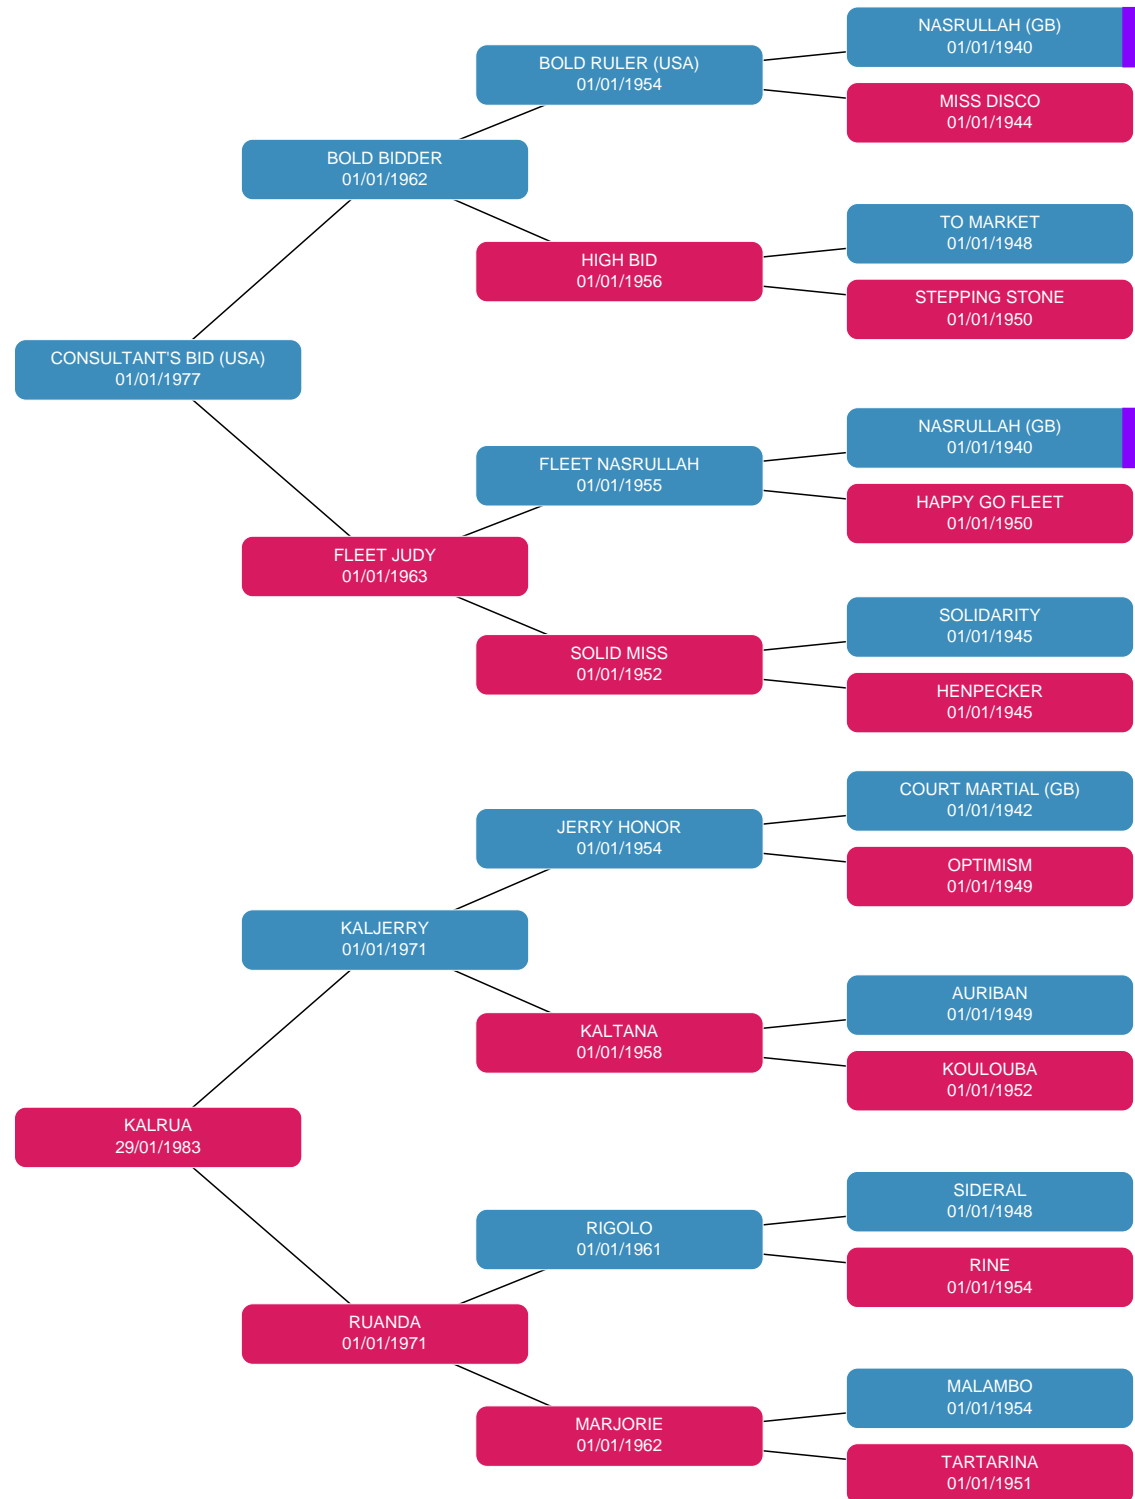 NASRULLAH (GB)
01/01/1940
BOLD RULER (USA)
01/01/1954
MISS DISCO
01/01/1944
BOLD BIDDER
01/01/1962
TO MARKET
01/01/1948
HIGH BID
01/01/1956
STEPPING STONE
01/01/1950
CONSULTANT'S BID (USA)
01/01/1977
NASRULLAH (GB)
01/01/1940
FLEET NASRULLAH
01/01/1955
HAPPY GO FLEET
01/01/1950
FLEET JUDY
01/01/1963
SOLIDARITY
01/01/1945
SOLID MISS
01/01/1952
HENPECKER
01/01/1945
COURT MARTIAL (GB)
01/01/1942
JERRY HONOR
01/01/1954
OPTIMISM
01/01/1949
KALJERRY
01/01/1971
AURIBAN
01/01/1949
KALTANA
01/01/1958
KOULOUBA
01/01/1952
KALRUA
29/01/1983
SIDERAL
01/01/1948
RIGOLO
01/01/1961
RINE
01/01/1954
RUANDA
01/01/1971
MALAMBO
01/01/1954
MARJORIE
01/01/1962
TARTARINA
01/01/1951